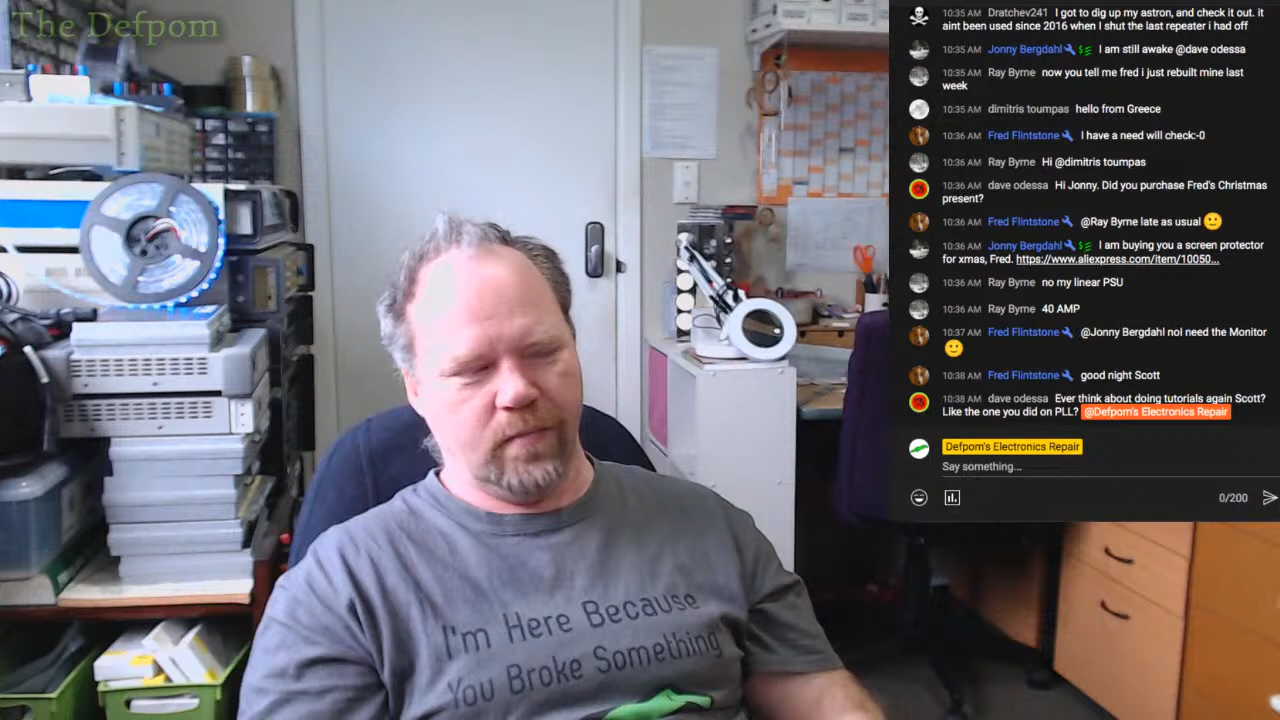 The Defpom
10:35 AM Dratchev241 I got to dig up my astron, and check it out. it
aint been used since 2016 when I shut the last repeater i had off
10:35 AM Jonny Bergdahl I am still awake @dave odessa
10:35 AM Ray Byrne now you tell me fred i just rebuilt mine last
week
10:35 AM dimitris toumpas hello from Greece
10:36 AM Fred Flintstone I have a need will check:-0
10:36 AM Ray Byrne Hi @dimitris toumpas
10:36 AM dave odessa Hi Jonny. Did you purchase Fred's Christmas
present?
10:36 AM Fred Flintstone @Ray Byrne late as usual 🙂
10:36 AM Jonny Bergdahl I am buying you a screen protector
for xmas, Fred. https://www.aliexpress.com/item/10050...
10:36 AM Ray Byrne no my linear PSU
10:36 AM Ray Byrne 40 AMP
10:37 AM Fred Flintstone @Jonny Bergdahl noI need the Monitor
🙂
10:38 AM Fred Flintstone good night Scott
10:38 AM dave odessa Ever think about doing tutorials again Scott?
Like the one you did on PLL? @Defpom's Electronics Repair
Defpom's Electronics Repair
Say something...
0/200
I'm Here Because
You Broke Something